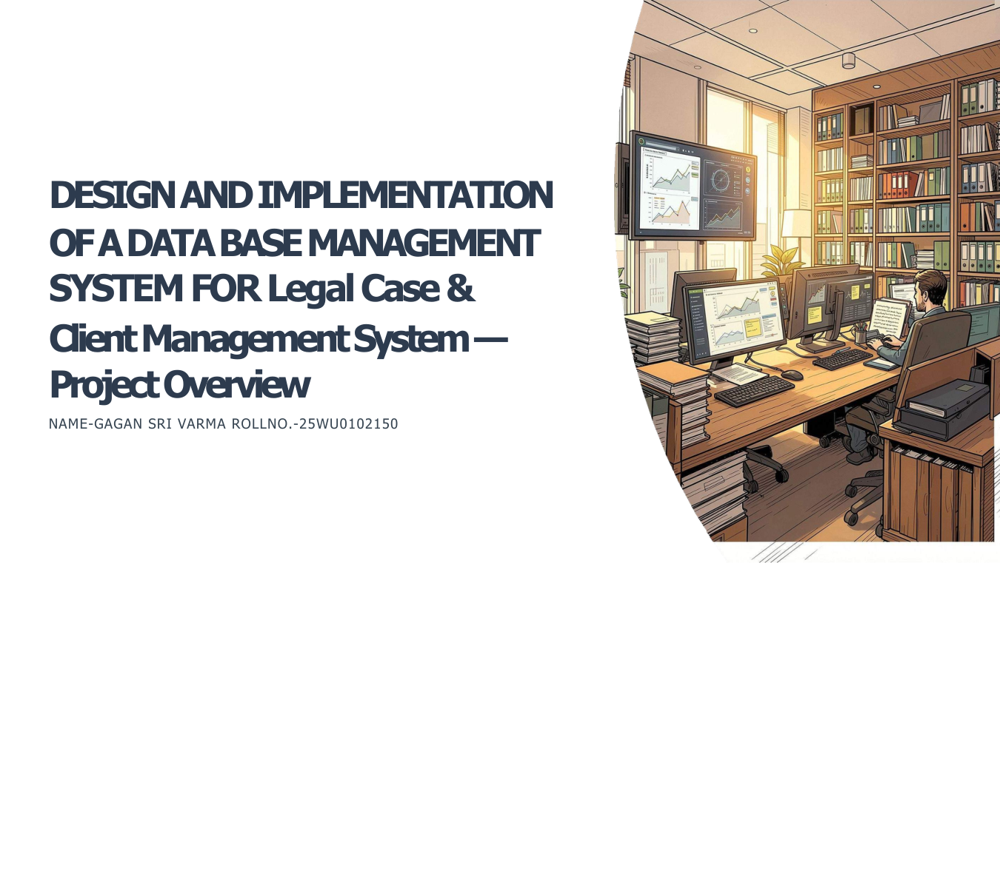 DESIGN AND IMPLEMENTATION
OF A DATA BASE MANAGEMENT
SYSTEM FOR Legal Case &
Client Management System —
Project Overview
NAME-GAGAN SRI VARMA ROLLNO.-25WU0102150